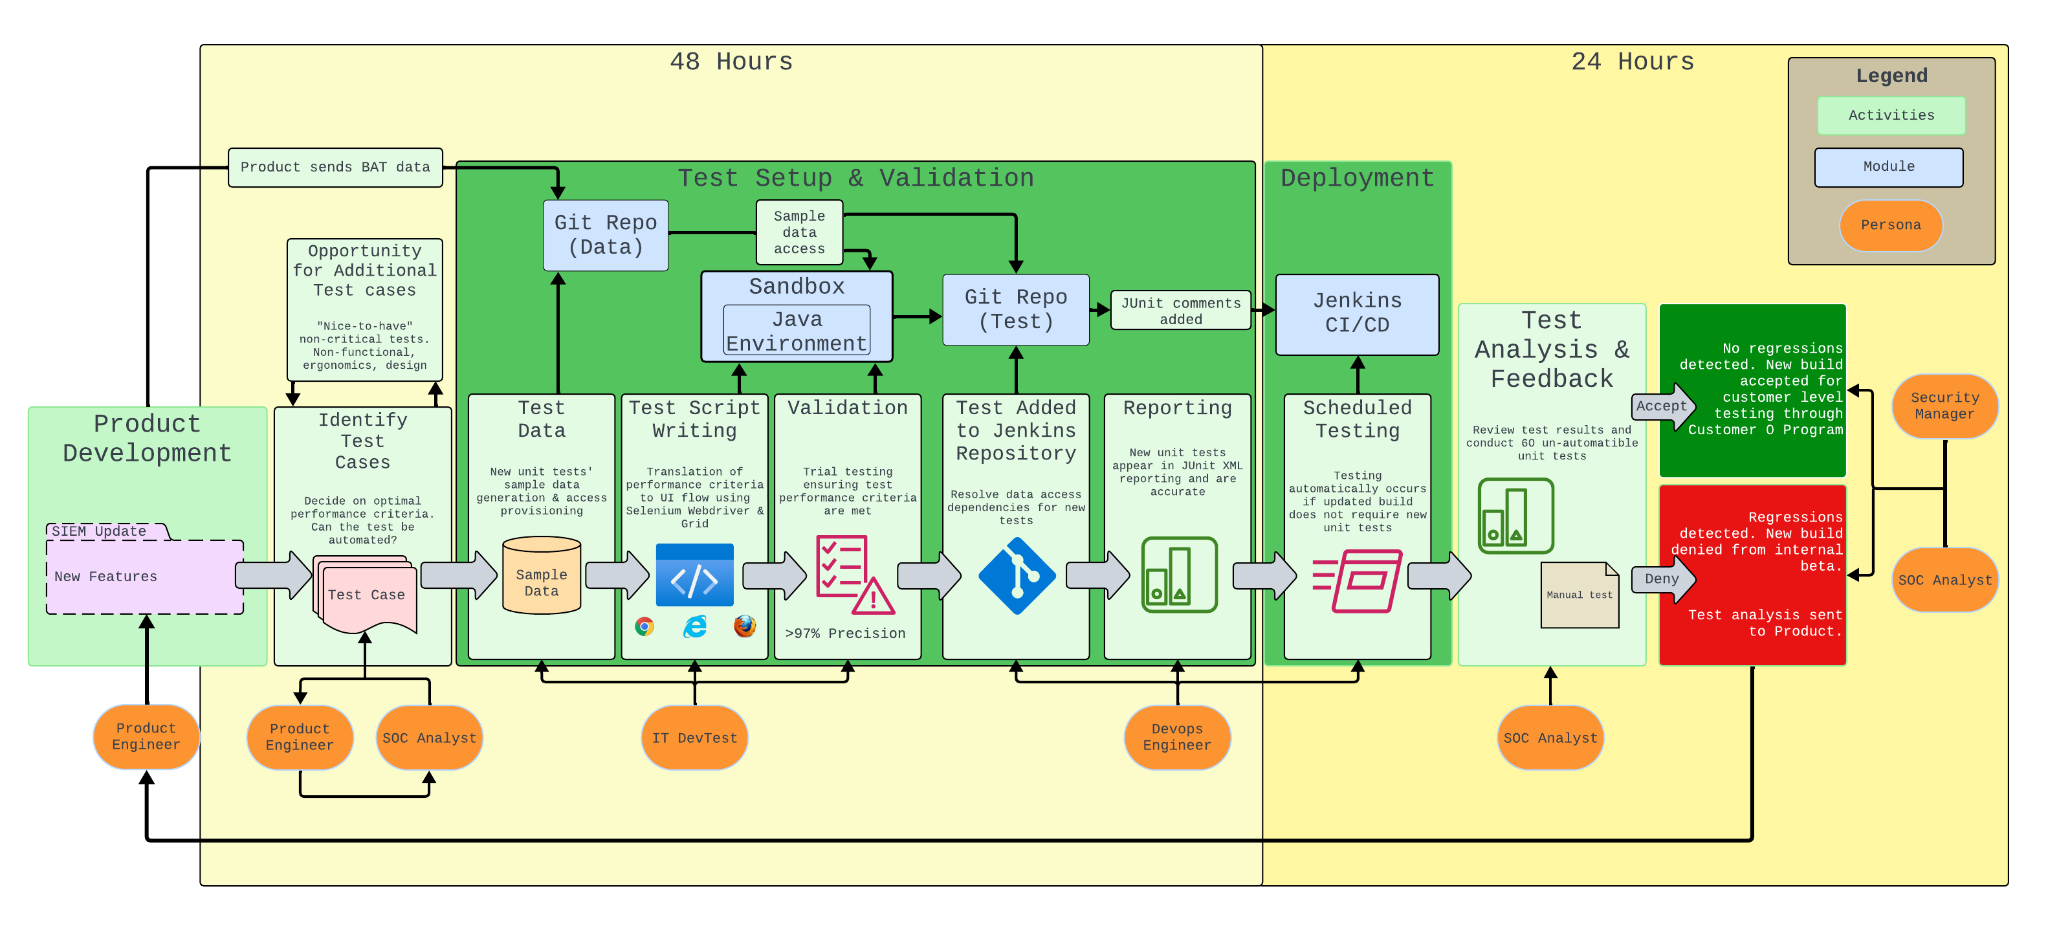 48 Hours
24 Hours
Legend
Activities
Module
Persona
Product sends BAT data
Test Setup & Validation
Deployment
Git Repo
(Data)
Sample
data
access
Opportunity
for Additional
Test cases
"Nice-to-have"
non-critical tests.
Non-functional,
ergonomics, design
Sandbox
Java
Environment
Git Repo
(Test)
JUnit comments
added
Jenkins
CI/CD
Product
Development
SIEM Update
New Features
Identify
Test
Cases
Decide on optimal
performance criteria.
Can the test be
automated?
Test Case
Test
Data
New unit tests'
sample data
generation & access
provisioning
Sample
Data
Test Script
Writing
Translation of
performance criteria
to UI flow using
Selenium Webdriver &
Grid
Validation
Trial testing
ensuring test
performance criteria
are met
>97% Precision
Test Added
to Jenkins
Repository
Resolve data access
dependencies for new
tests
Reporting
New unit tests
appear in JUnit XML
reporting and are
accurate
Scheduled
Testing
Testing
automatically occurs
if updated build
does not require new
unit tests
Test
Analysis &
Feedback
Review test results and
conduct 60 un-automatible
unit tests
Manual test
Accept
Deny
No regressions
detected. New build
accepted for
customer level
testing through
Customer O Program
Regressions
detected. New build
denied from internal
beta.
Test analysis sent
to Product.
Security
Manager
SOC Analyst
Product
Engineer
Product
Engineer
SOC Analyst
IT DevTest
Devops
Engineer
SOC Analyst